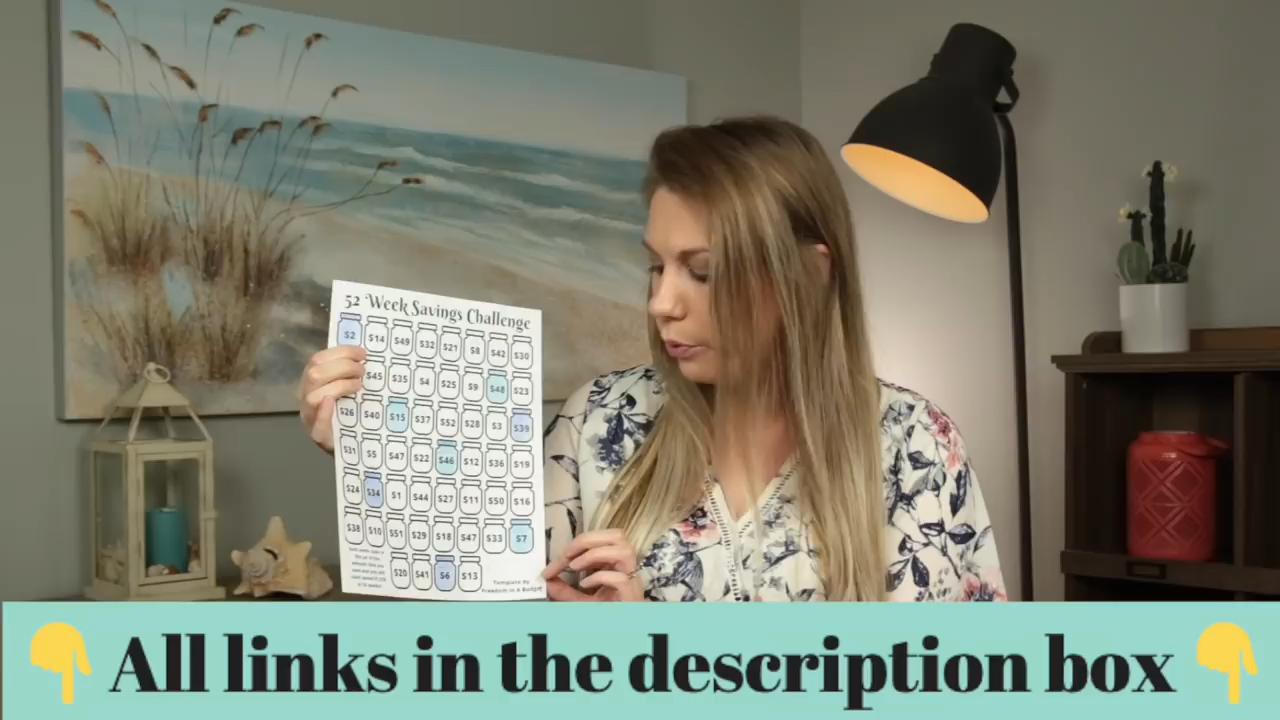 52 Week Savings Challenge
$2 $14 $49 $32 $21 $8 $42 $30
$45 $35 $4 $25 $9 $48 $23
$26 $40 $15 $37 $52 $28 $3 $39
$31 $5 $47 $22 $46 $12 $36 $19
$24 $34 $1 $44 $27 $11 $50 $16
$38 $10 $51 $29 $18 $47 $33 $7
$20 $41 $6 $13
Template by
Freedom in A Budget
All links in the description box